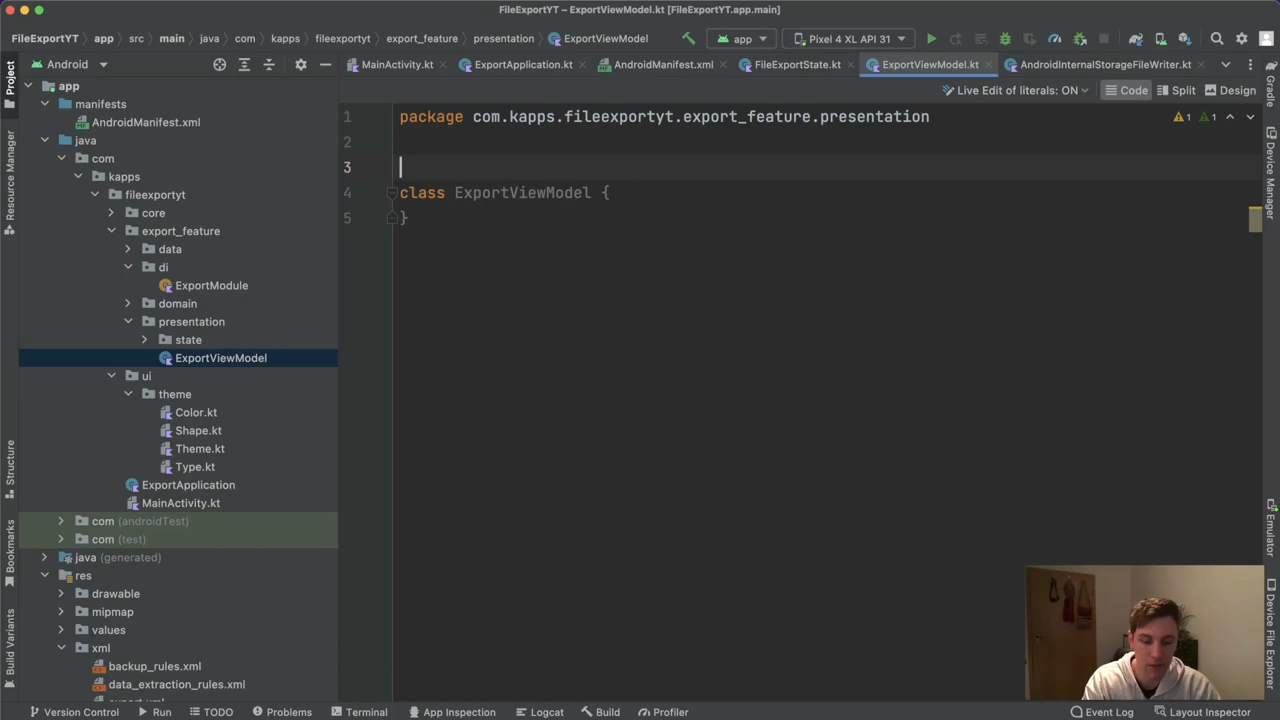 FileExportYT – ExportViewModel.kt [FileExportYT.app.main]
FileExportYT
app
src
main
java
com
kapps
fileexportyt
export_feature
presentation
ExportViewModel
app
Pixel 4 XL API 31
Android
MainActivity.kt
ExportApplication.kt
AndroidManifest.xml
FileExportState.kt
ExportViewModel.kt
AndroidInternalStorageFileWriter.kt
Live Edit of literals: ON
Code
Split
Design
Project
Resource Manager
Structure
Bookmarks
Build Variants
app
manifests
AndroidManifest.xml
java
com
kapps
fileexportyt
core
export_feature
data
di
ExportModule
domain
presentation
state
ExportViewModel
ui
theme
Color.kt
Shape.kt
Theme.kt
Type.kt
ExportApplication
MainActivity.kt
com (androidTest)
com (test)
java (generated)
res
drawable
mipmap
values
xml
backup_rules.xml
data_extraction_rules.xml
1 package com.kapps.fileexportyt.export_feature.presentation
2
3
4 class ExportViewModel {
5 }
1
1
Gradle
Device Manager
Emulator
Device File Explorer
Version Control
Run
TODO
Problems
Terminal
App Inspection
Logcat
Build
Profiler
Event Log
Layout Inspector